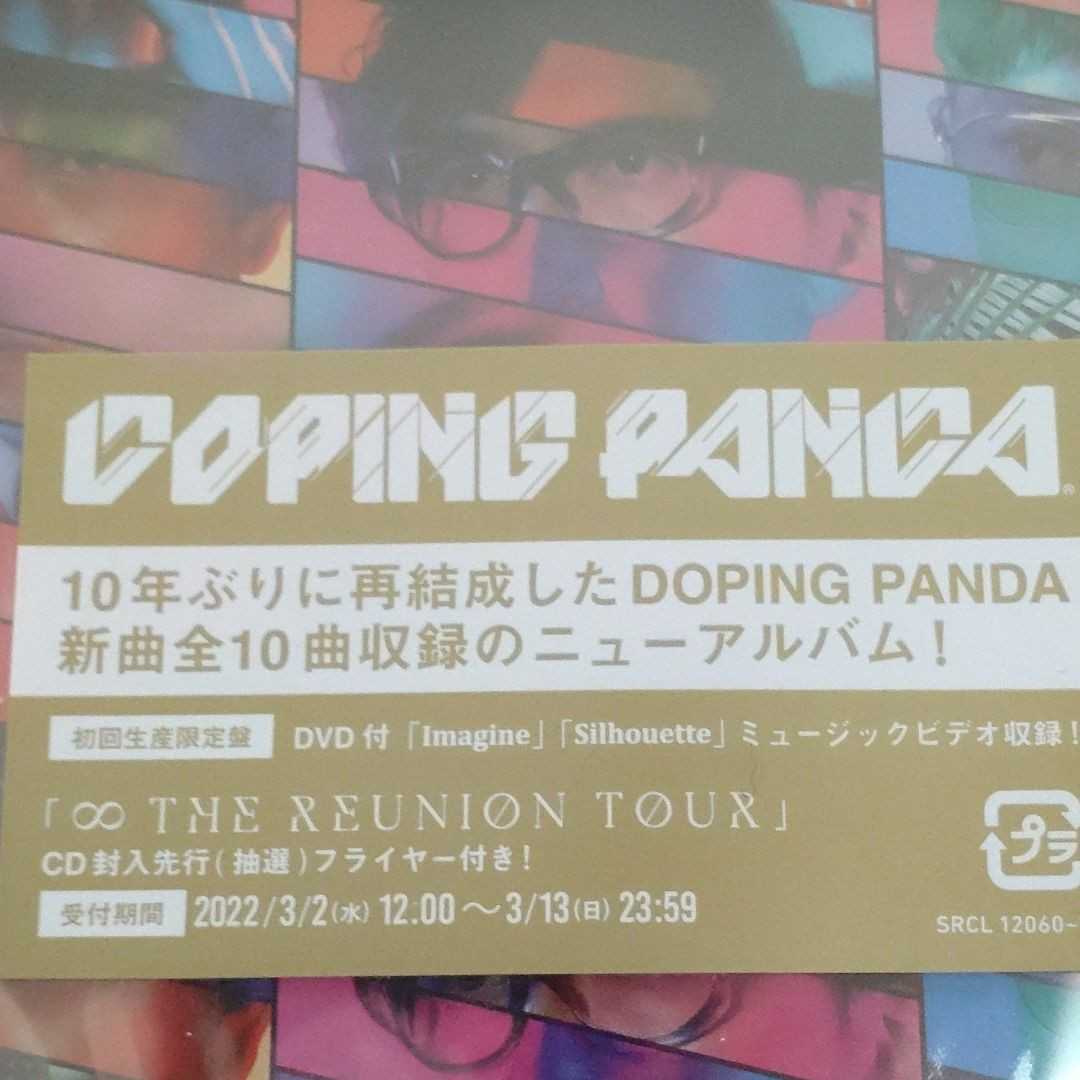 DOPING PANDA®
10年ぶりに再結成したDOPING PANDA
新曲全10曲収録のニューアルバム!
初回生産限定盤 DVD付「Imagine」「Silhouette」ミュージックビデオ収録!
「∞ THE REUNION TOUR」
CD封入先行(抽選)フライヤー付き!
プラ
受付期間 2022/3/2(水) 12:00〜3/13(日) 23:59
SRCL 12060~